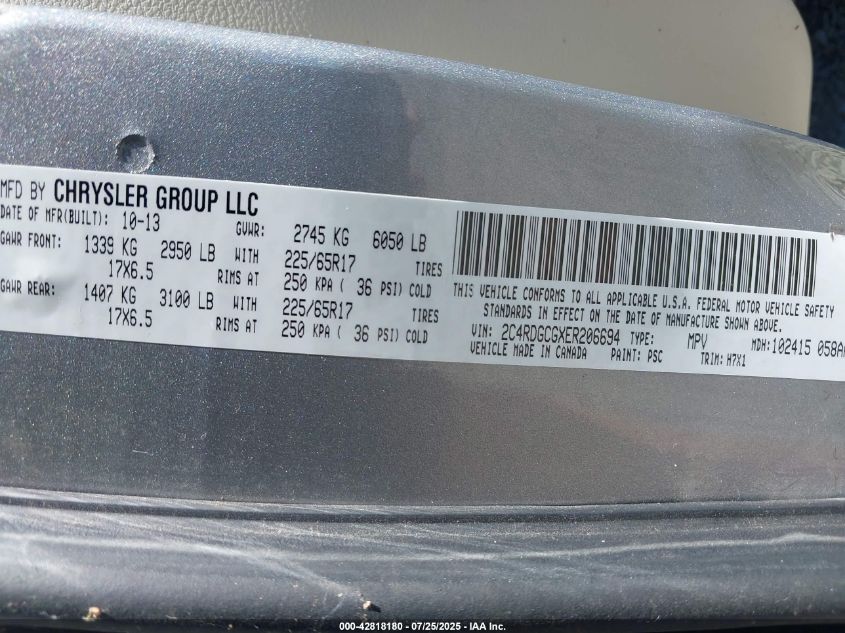 MFD BY CHRYSLER GROUP LLC
DATE OF MFR(BUILT): 10-13 GVWR: 2745 KG 6050 LB
GAWR FRONT: 1339 KG 2950 LB WITH 225/65R17 TIRES
17X6.5 RIMS AT 250 KPA ( 36 PSI) COLD
GAWR REAR: 1407 KG 3100 LB WITH 225/65R17 TIRES
17X6.5 RIMS AT 250 KPA ( 36 PSI) COLD
THIS VEHICLE CONFORMS TO ALL APPLICABLE U.S.A. FEDERAL MOTOR VEHICLE SAFETY
STANDARDS IN EFFECT ON THE DATE OF MANUFACTURE SHOWN ABOVE.
VIN: 2C4RDGCGXER206694 TYPE: MPV MDH:102415 058A
VEHICLE MADE IN CANADA PAINT: PSC TRIM: H7X1
000-42818180 - 07/25/2025 - IAA Inc.